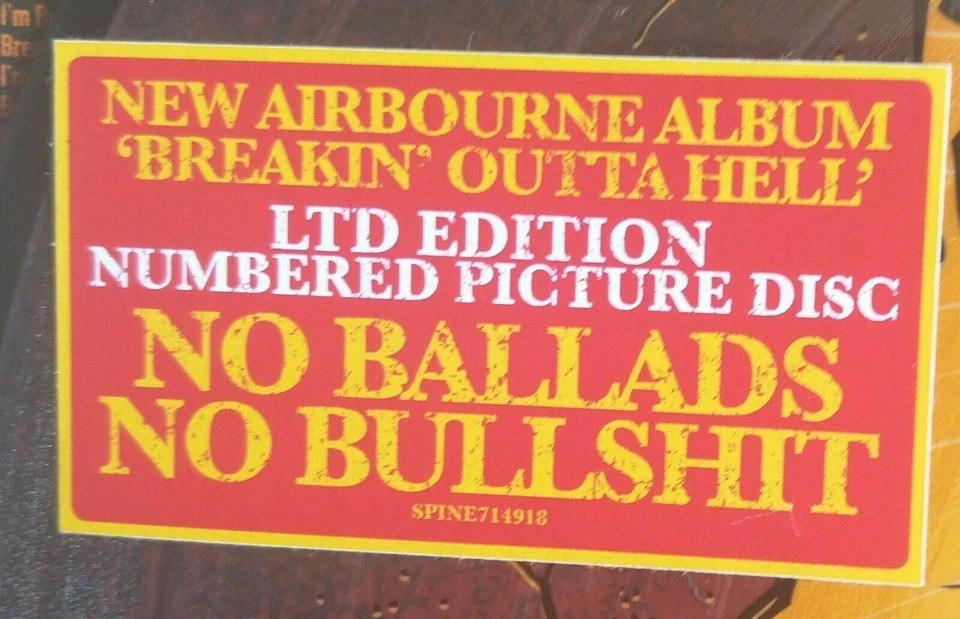 I'm
NEW AIRBOURNE ALBUM
‘BREAKIN’ OUTTA HELL’
LTD EDITION
NUMBERED PICTURE DISC
NO BALLADS
NO BULLSHIT
SPINE714918